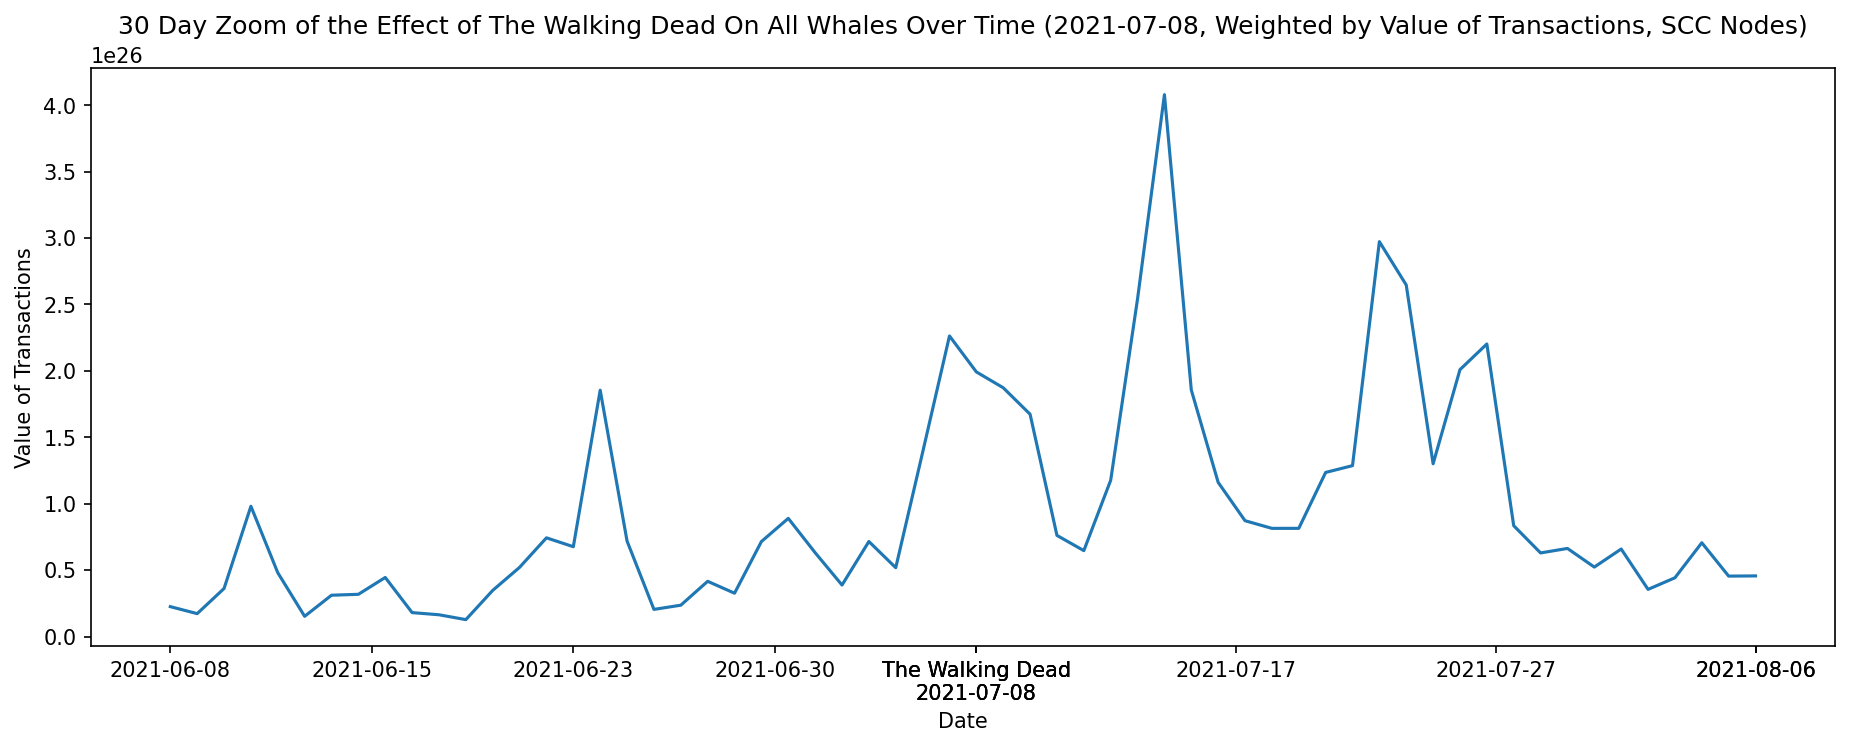 30 Day Zoom of the Effect of The Walking Dead On All Whales Over Time (2021-07-08, Weighted by Value of Transactions, SCC Nodes)
1e26
4.0
3.5
3.0
2.5
2.0
1.5
1.0
0.5
0.0
Value of Transactions
2021-06-08 2021-06-15 2021-06-23 2021-06-30 The Walking Dead 2021-07-17 2021-07-27 2021-08-06
2021-07-08
Date